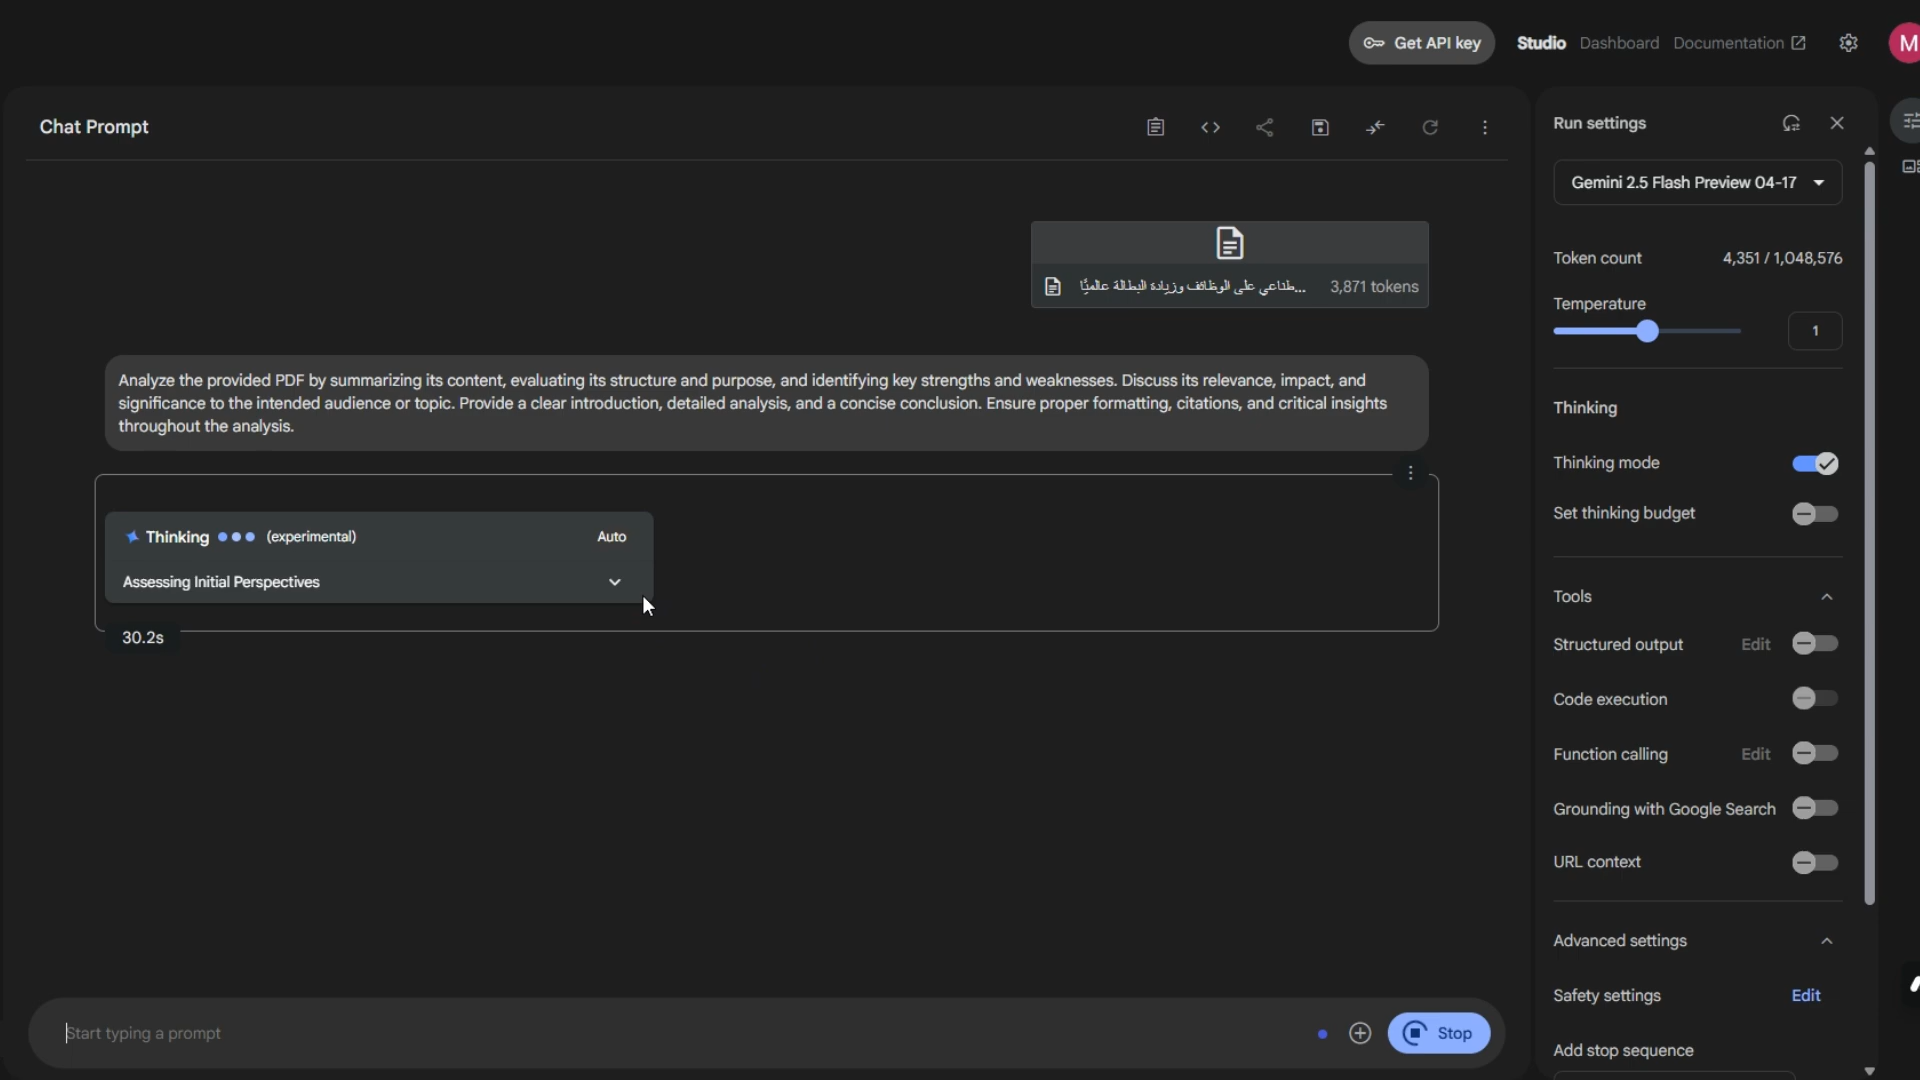 Get API key
Studio
Dashboard
Documentation
M
Chat Prompt
Run settings
Gemini 2.5 Flash Preview 04-17
...طناعي على الوظائف وزيادة البطالة عالميًا
3,871 tokens
Token count
4,351 / 1,048,576
Temperature
1
Analyze the provided PDF by summarizing its content, evaluating its structure and purpose, and identifying key strengths and weaknesses. Discuss its relevance, impact, and
significance to the intended audience or topic. Provide a clear introduction, detailed analysis, and a concise conclusion. Ensure proper formatting, citations, and critical insights
throughout the analysis.
Thinking
Thinking mode
Set thinking budget
Thinking (experimental)
Auto
Assessing Initial Perspectives
30.2s
Tools
Structured output
Edit
Code execution
Function calling
Edit
Grounding with Google Search
URL context
Advanced settings
Safety settings
Edit
Add stop sequence
Start typing a prompt
Stop